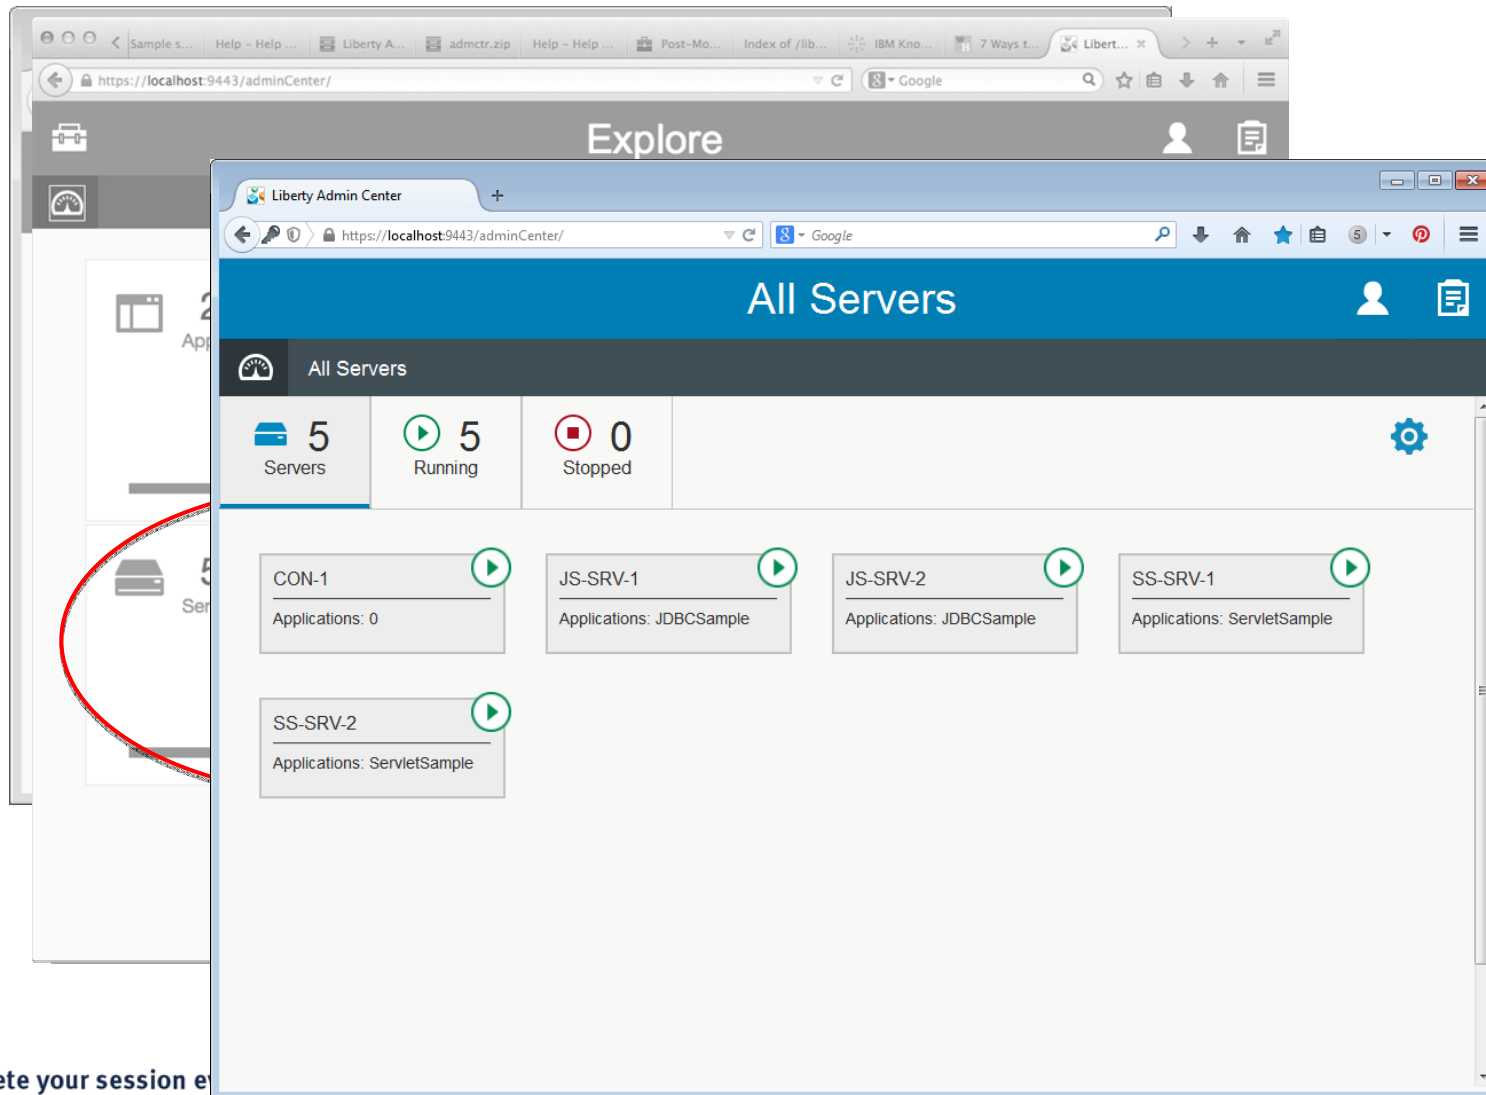 Sample s... Help – Help ... Liberty A... admctr.zip Help – Help ... Post-Mo... Index of /lib... IBM Kno... 7 Ways t... Libert... ×
https://localhost:9443/adminCenter/ Google
Explore
Liberty Admin Center
https://localhost:9443/adminCenter/ Google 5
All Servers
All Servers
5 5 0
Servers Running Stopped
CON-1 JS-SRV-1 JS-SRV-2 SS-SRV-1
Applications: 0 Applications: JDBCSample Applications: JDBCSample Applications: ServletSample
SS-SRV-2
Applications: ServletSample
your session